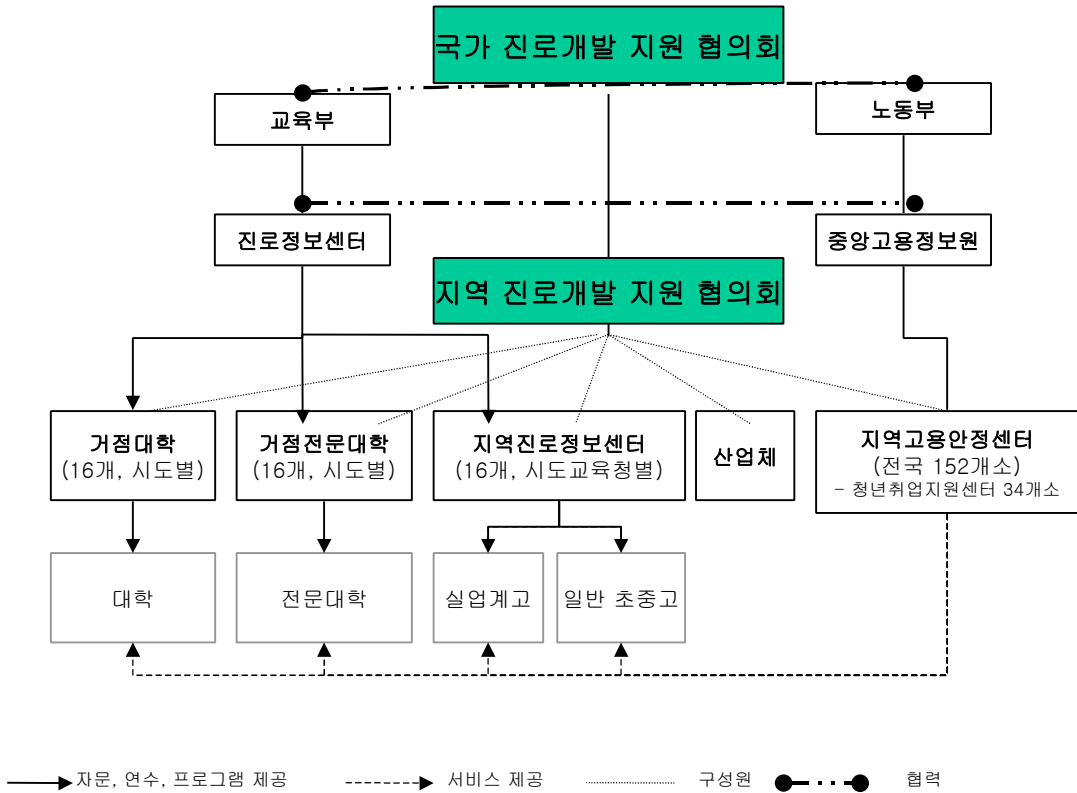 국가 진로개발 지원 협의회
교육부
노동부
진로정보센터
중앙고용정보원
지역 진로개발 지원 협의회
거점대학
(16개, 시도별)
거점전문대학
(16개, 시도별)
지역진로정보센터
(16개, 시도교육청별)
산업체
지역고용안정센터
(전국 152개소)
- 청년취업지원센터 34개소
대학
전문대학
실업계고
일반 초중고
자문, 연수, 프로그램 제공
서비스 제공
구성원
협력